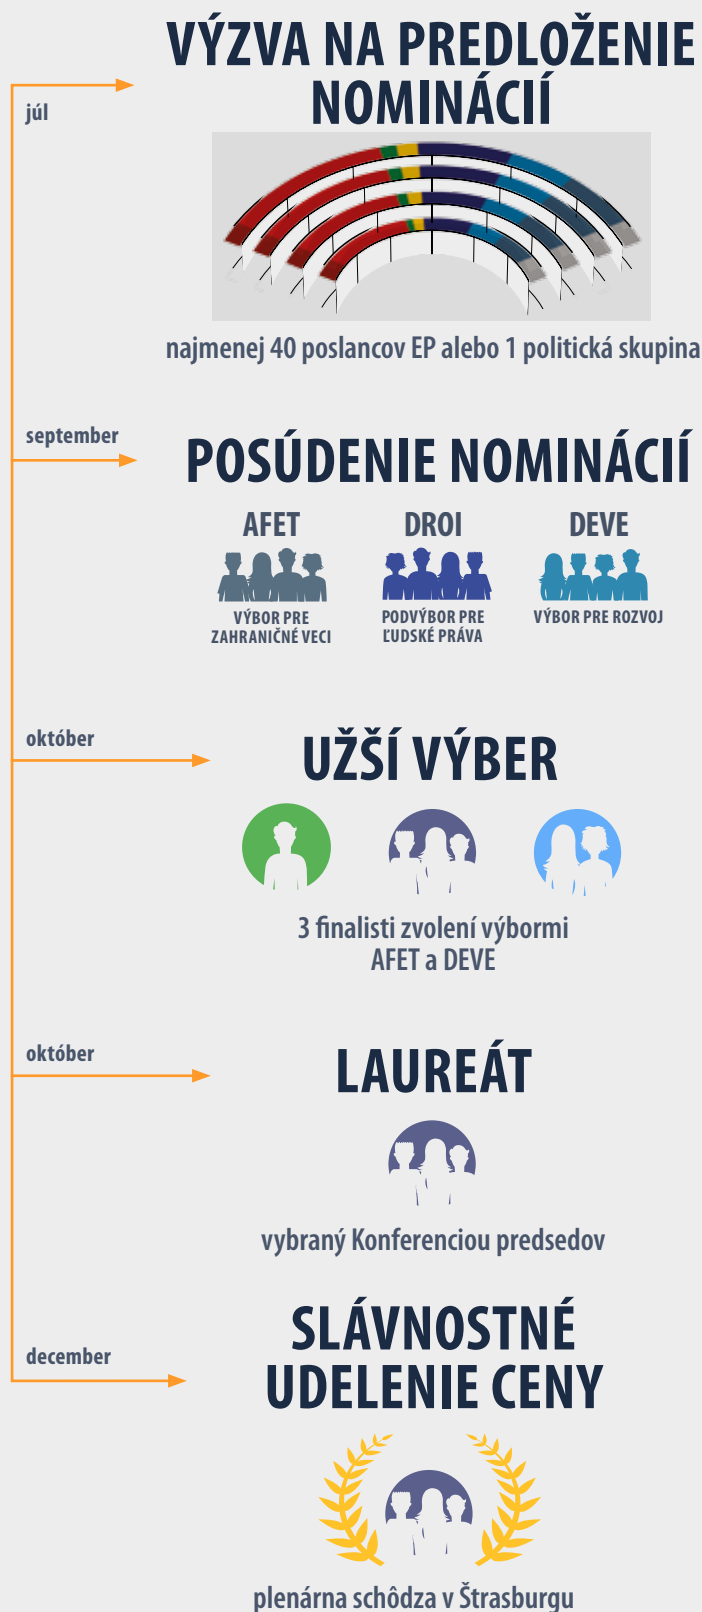 VÝZVA NA PREDLOŽENIE
NOMINÁCIÍ
júl
najmenej 40 poslancov EP alebo 1 politická skupina
september
POSÚDENIE NOMINÁCIÍ
AFET
VÝBOR PRE
ZAHRANIČNÉ VECI
DROI
PODVÝBOR PRE
ĽUDSKÉ PRÁVA
DEVE
VÝBOR PRE ROZVOJ
október
UŽŠÍ VÝBER
3 finalisti zvolení výbormi
AFET a DEVE
október
LAUREÁT
vybraný Konferenciou predsedov
SLÁVNOSTNÉ
december
UDELENIE CENY
plenárna schôdza v Štrasburgu